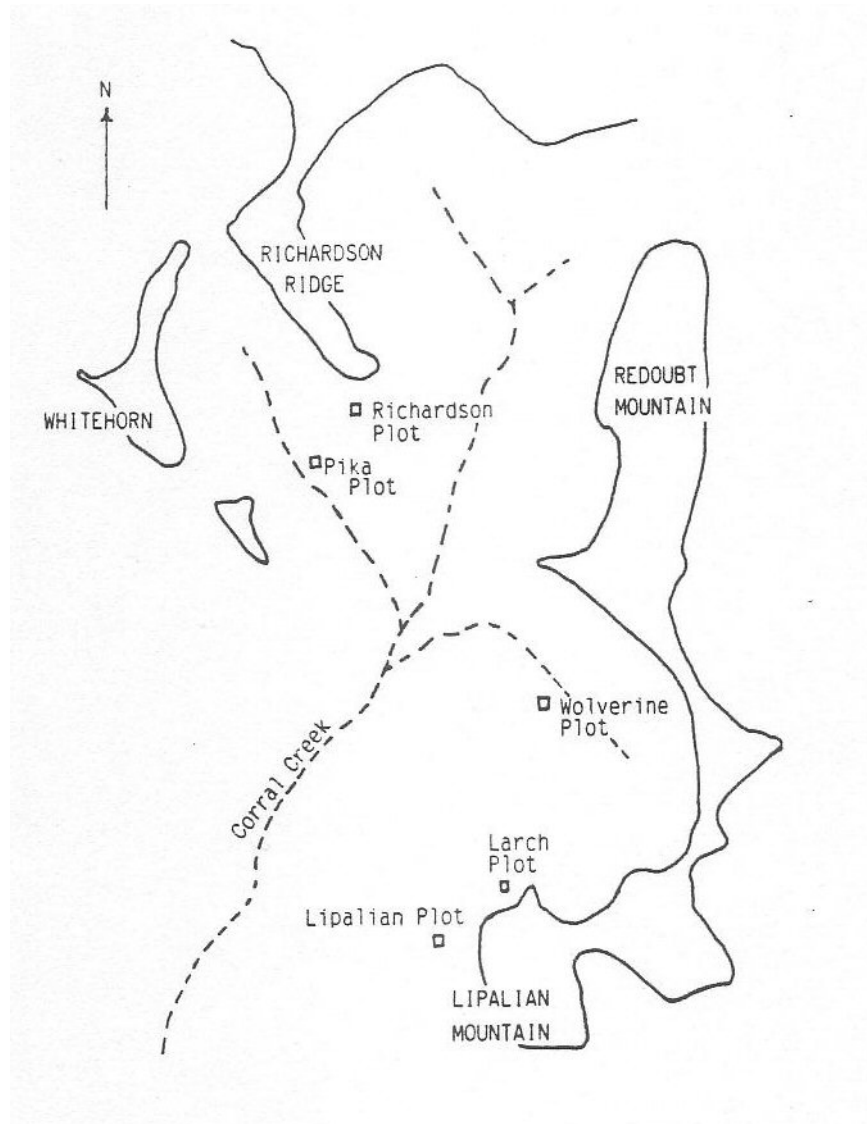 N
RICHARDSON
RIDGE
REDOUBT
MOUNTAIN
WHITEHORN
Richardson
Plot
Pika
Plot
Wolverine
Plot
Corral Creek
Larch
Plot
Lipalian Plot
LIPALIAN
MOUNTAIN